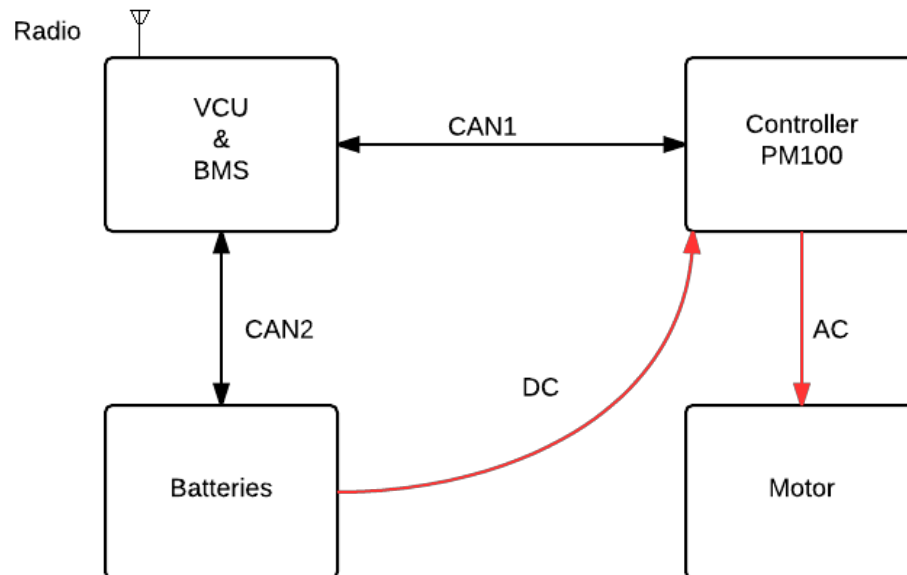 Radio
VCU
&
BMS
CAN1
Controller
PM100
CAN2
DC
AC
Batteries
Motor